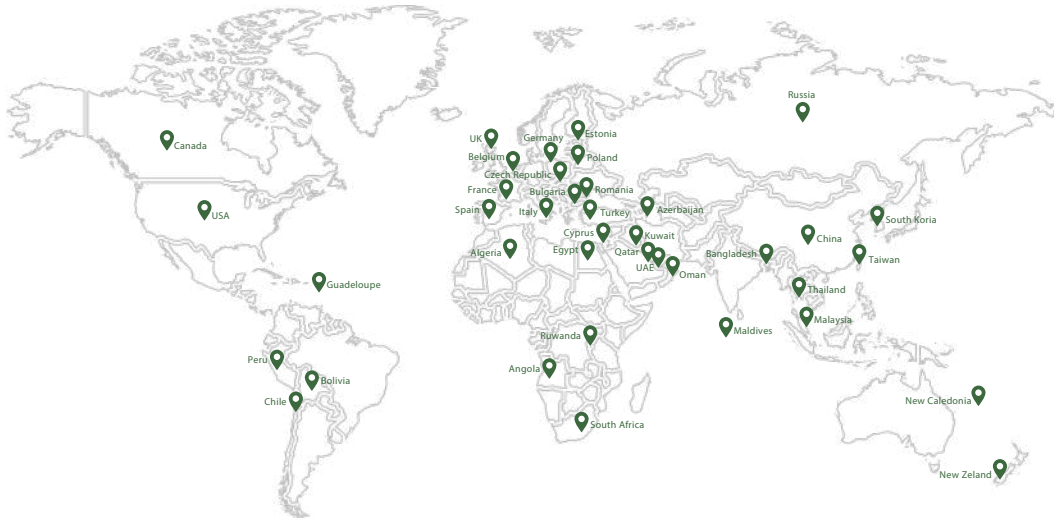 Russia
UK
Germany
Estonia
Canada
Belgium
Poland
Czech Republic
France
Bulgaria
Romania
USA
Spain
Italy
Turkey
Azerbaijan
South Koria
Cyprus
Kuwait
China
Algeria
Egypt
Qatar
Bangladesh
Taiwan
UAE
Oman
Guadeloupe
Thailand
Malaysia
Maldives
Ruwanda
Peru
Angola
Bolivia
Chile
New Caledonia
South Africa
New Zeland